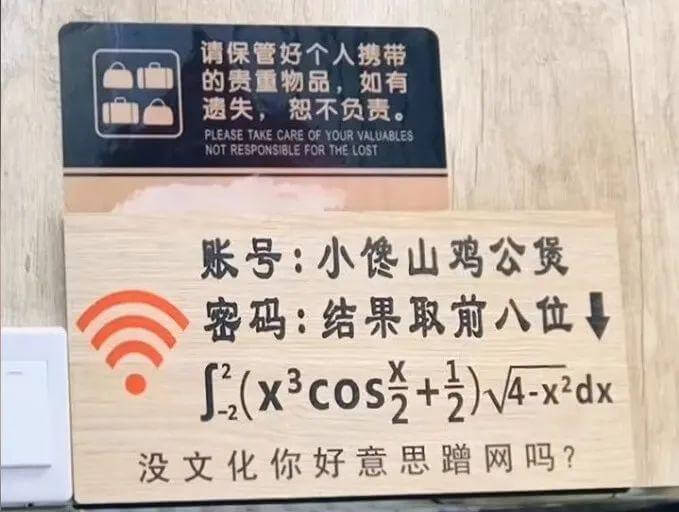 请保管好个人携带
的贵重物品，如有
遗失，恕不负责。
PLEASE TAKE CARE OF YOUR VALUABLES
NOT RESPONSIBLE FOR THE LOST
账号：小馋山鸡公煲
密码：结果取前八位⬇
∫₋₂²(x³cos x/2+1/2)√(4-x²)dx
没文化你好意思蹭网吗？